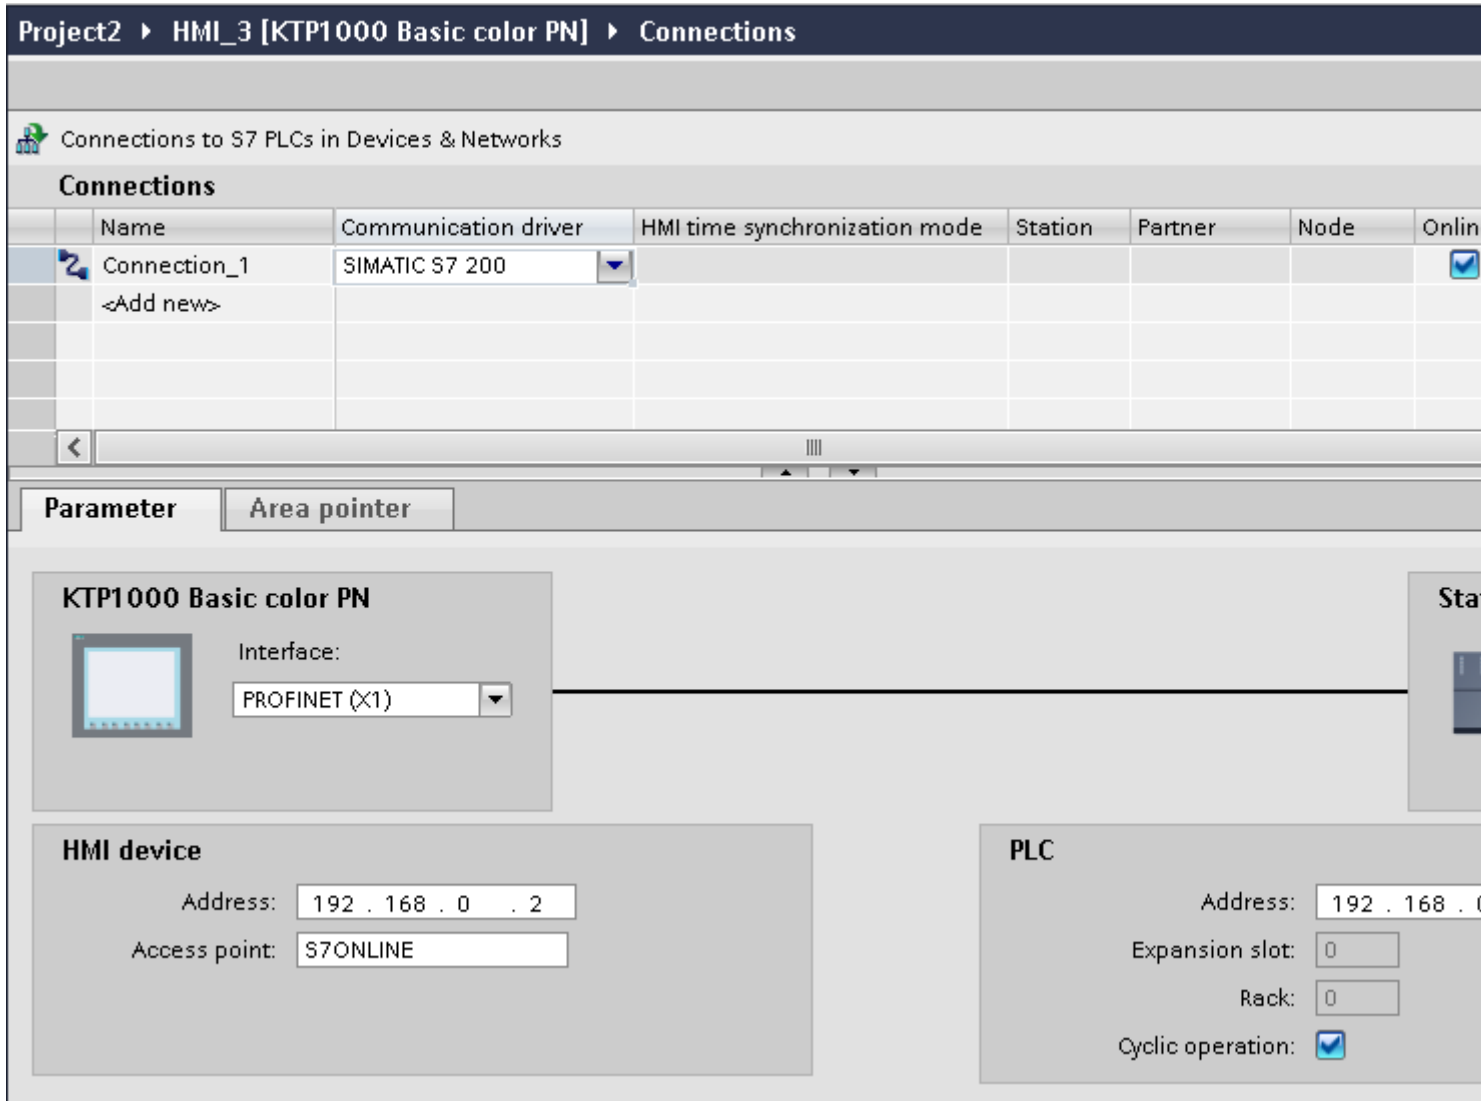 Project2 ▸ HMI_3 [KTP1000 Basic color PN] ▸ Connections
Connections to S7 PLCs in Devices & Networks
Connections
Name Communication driver HMI time synchronization mode Station Partner Node Onlin
Connection_1 SIMATIC S7 200
<Add new>
Parameter Area pointer
KTP1000 Basic color PN
Interface:
PROFINET (X1)
Sta
HMI device
Address: 192 . 168 . 0 . 2
Access point: S7ONLINE
PLC
Address: 192 . 168 . 0
Expansion slot: 0
Rack: 0
Cyclic operation: